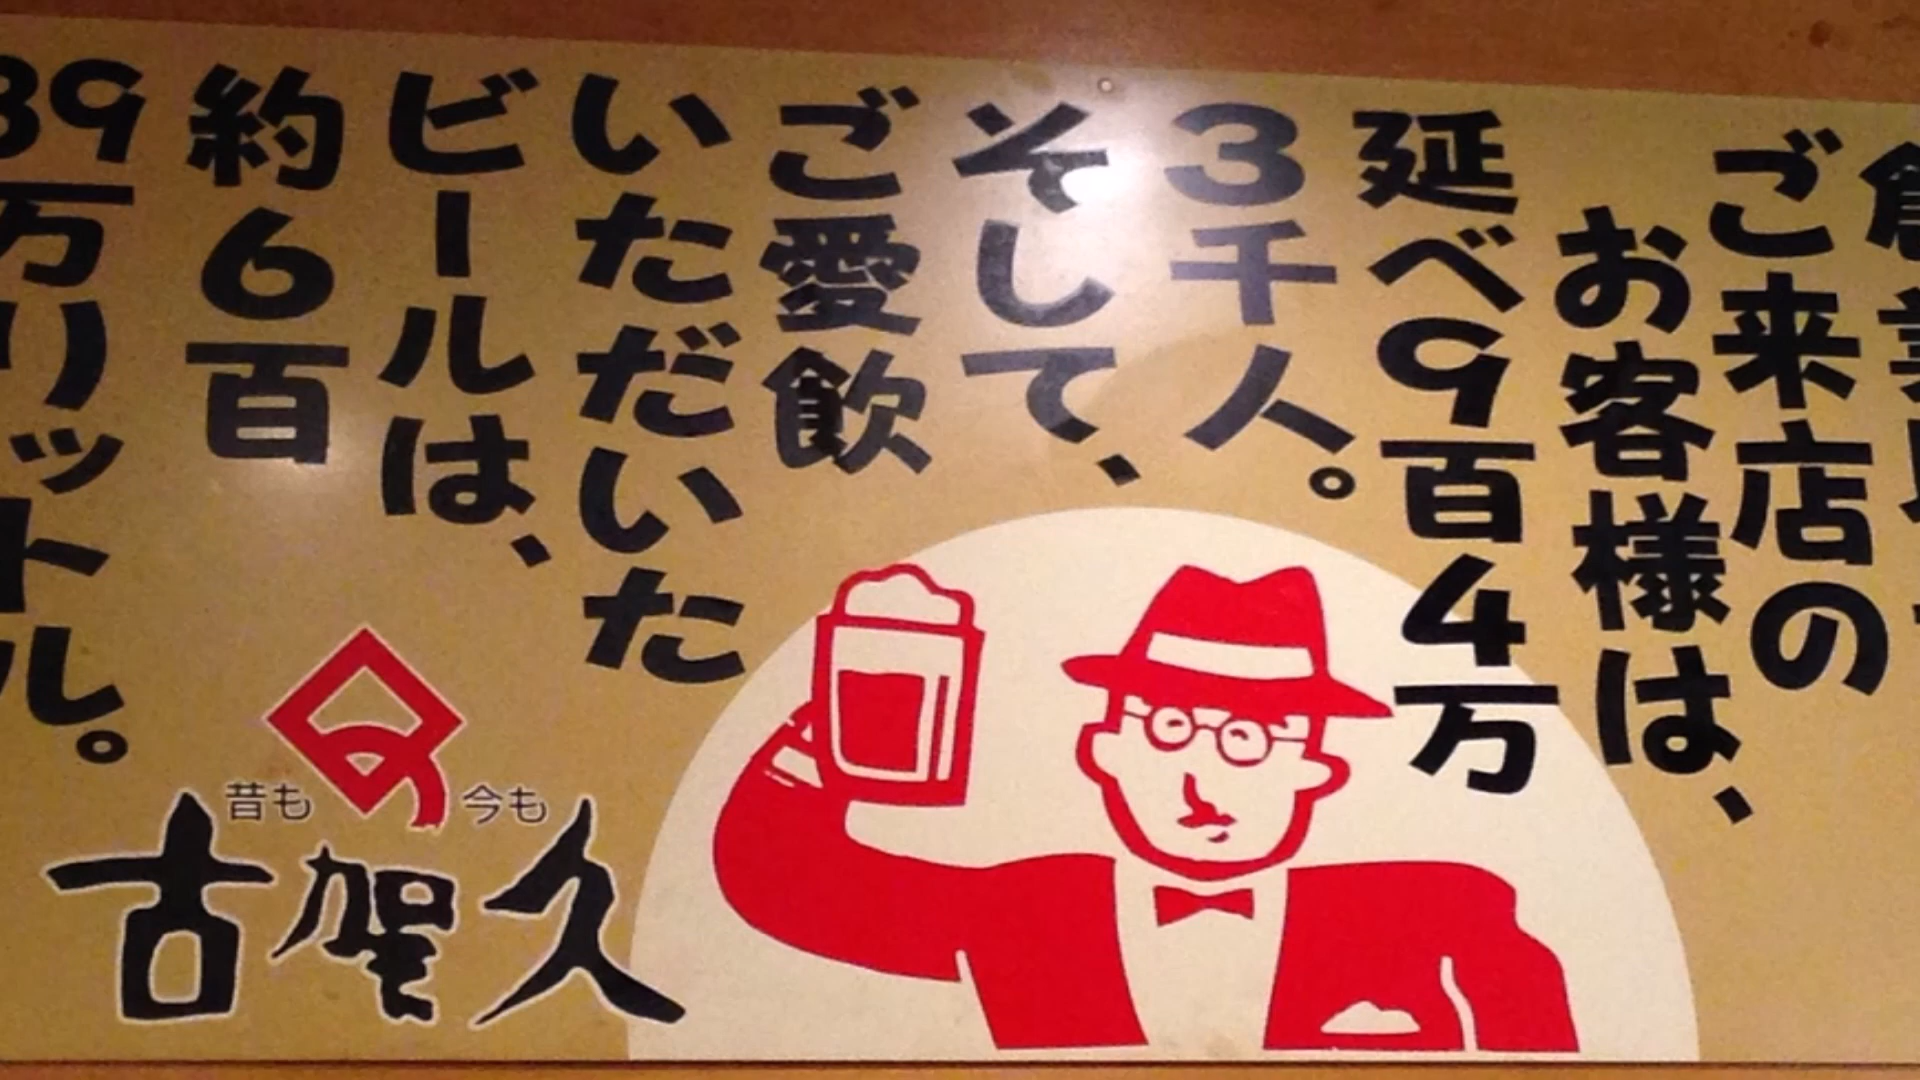 ご来店の
お客様は、
延べ9百4万
3千人。
そして、
ご愛飲
いただいた
ビールは、
約6百
39万リットル。
昔も 今も
古賀久